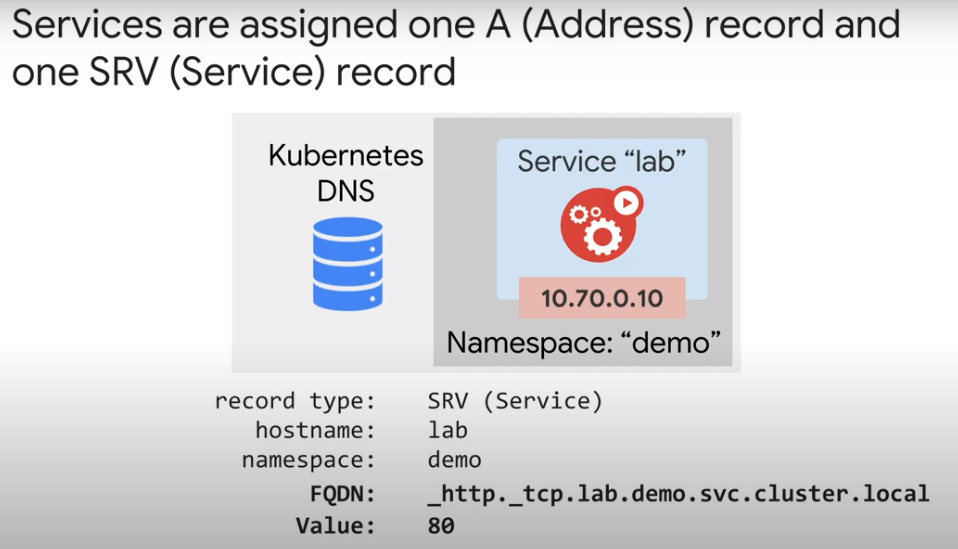 Services are assigned one A (Address) record and
one SRV (Service) record
Kubernetes
DNS
Service “lab”
10.70.0.10
Namespace: “demo”
record type: SRV (Service)
hostname: lab
namespace: demo
FQDN: _http._tcp.lab.demo.svc.cluster.local
Value: 80